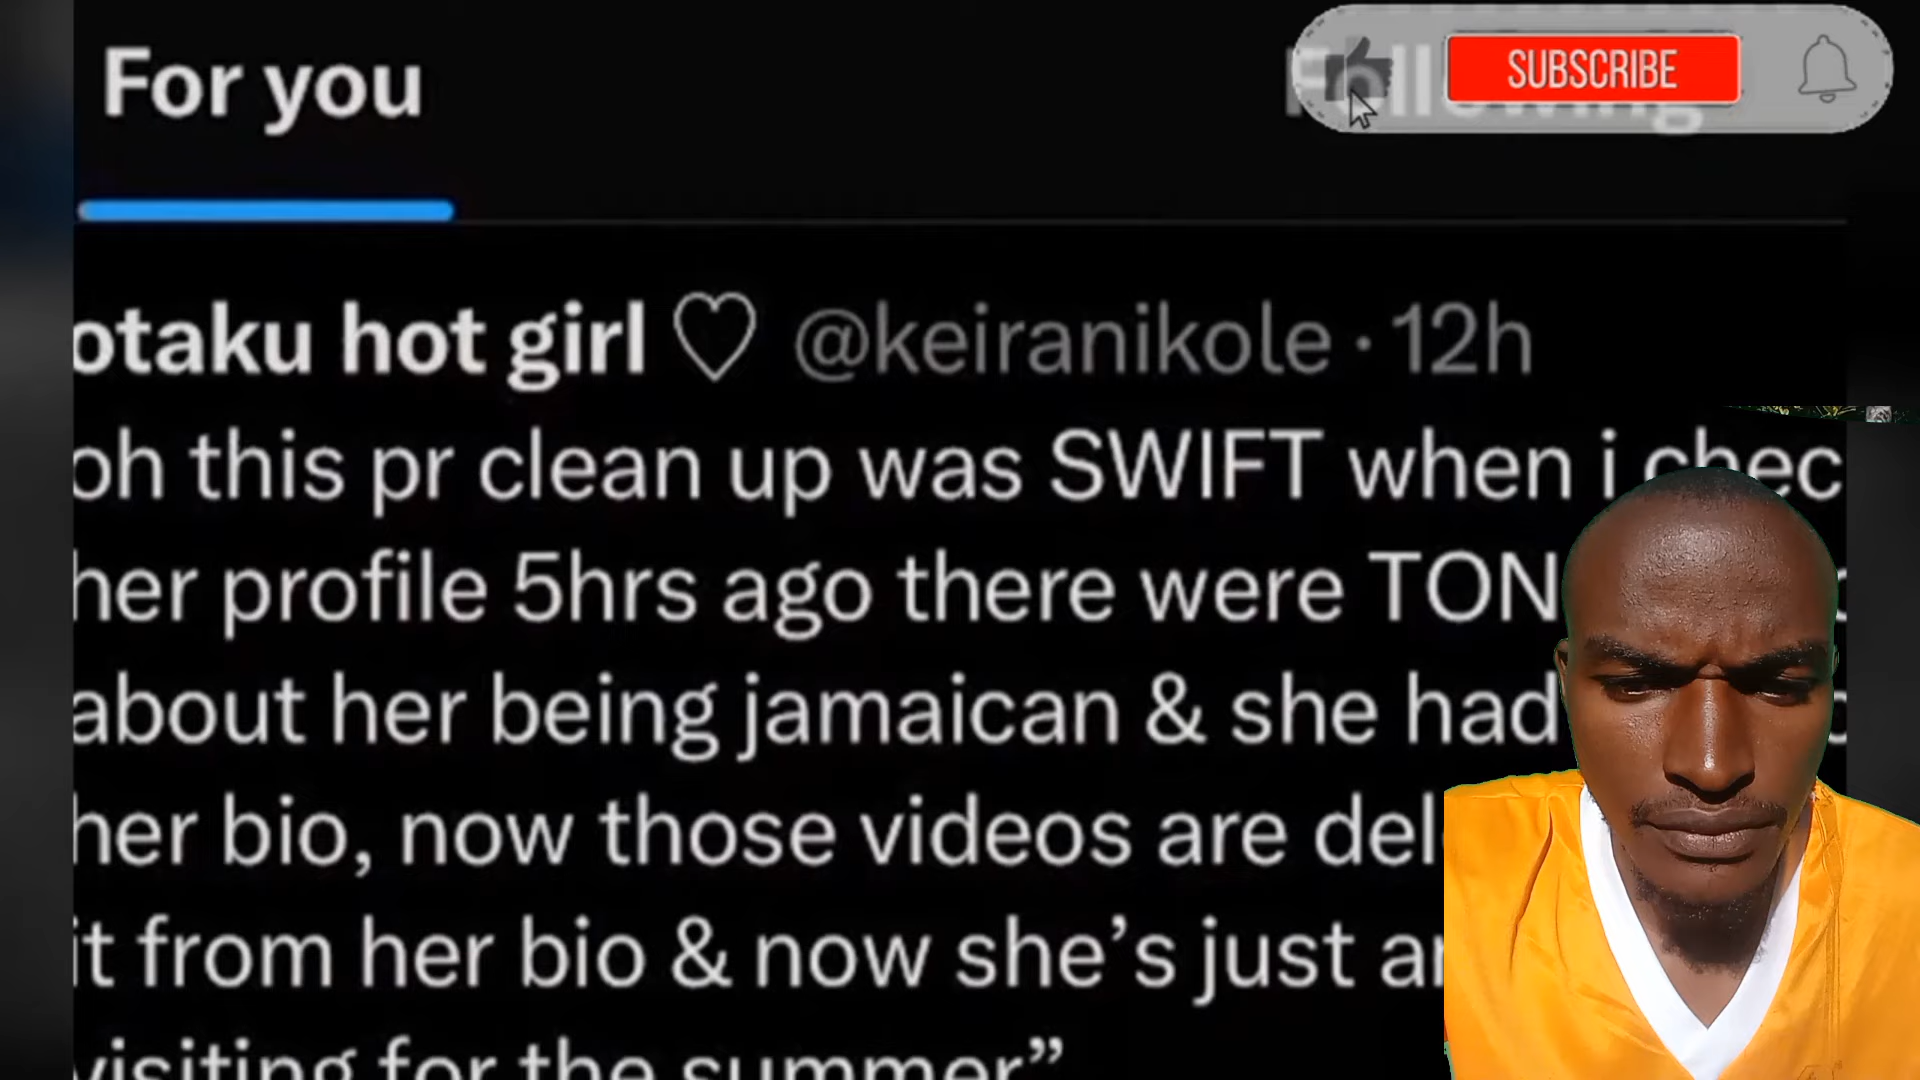 For you
Following
SUBSCRIBE
otaku hot girl ♡ @keiranikole · 12h
oh this pr clean up was SWIFT when i chec
her profile 5hrs ago there were TON
about her being jamaican & she had
her bio, now those videos are del
it from her bio & now she’s just a
visiting for the summer”